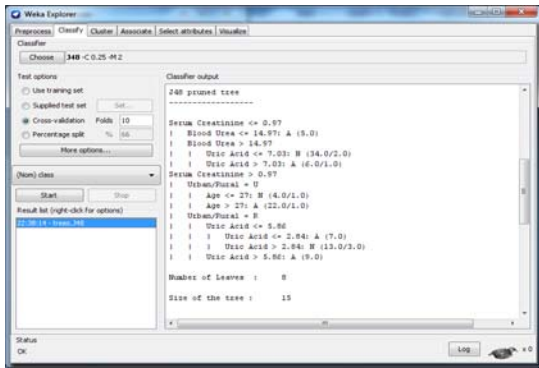 Weka Explorer
Preprocess Classify Cluster Associate Select attributes Visualize
Classifier
Choose J48 -C 0.25 -M 2
Test options
Use training set
Supplied test set Set...
Cross-validation Folds 10
Percentage split % 66
More options...
(Nom) class
Start Stop
Result list (right-click for options)
22:38:14 - trees.J48
Classifier output
J48 pruned tree
------------------
Serum Creatinine <= 0.97
| Blood Urea <= 14.97: A (5.0)
| Blood Urea > 14.97
| | Uric Acid <= 7.03: N (34.0/2.0)
| | Uric Acid > 7.03: A (6.0/1.0)
Serum Creatinine > 0.97
| Urban/Rural = U
| | Age <= 27: N (4.0/1.0)
| | Age > 27: A (22.0/1.0)
| Urban/Rural = R
| | Uric Acid <= 5.86
| | | Uric Acid <= 2.84: A (7.0)
| | | Uric Acid > 2.84: N (13.0/3.0)
| | Uric Acid > 5.86: A (9.0)
Number of Leaves : 8
Size of the tree : 15
Status
OK
Log
x 0